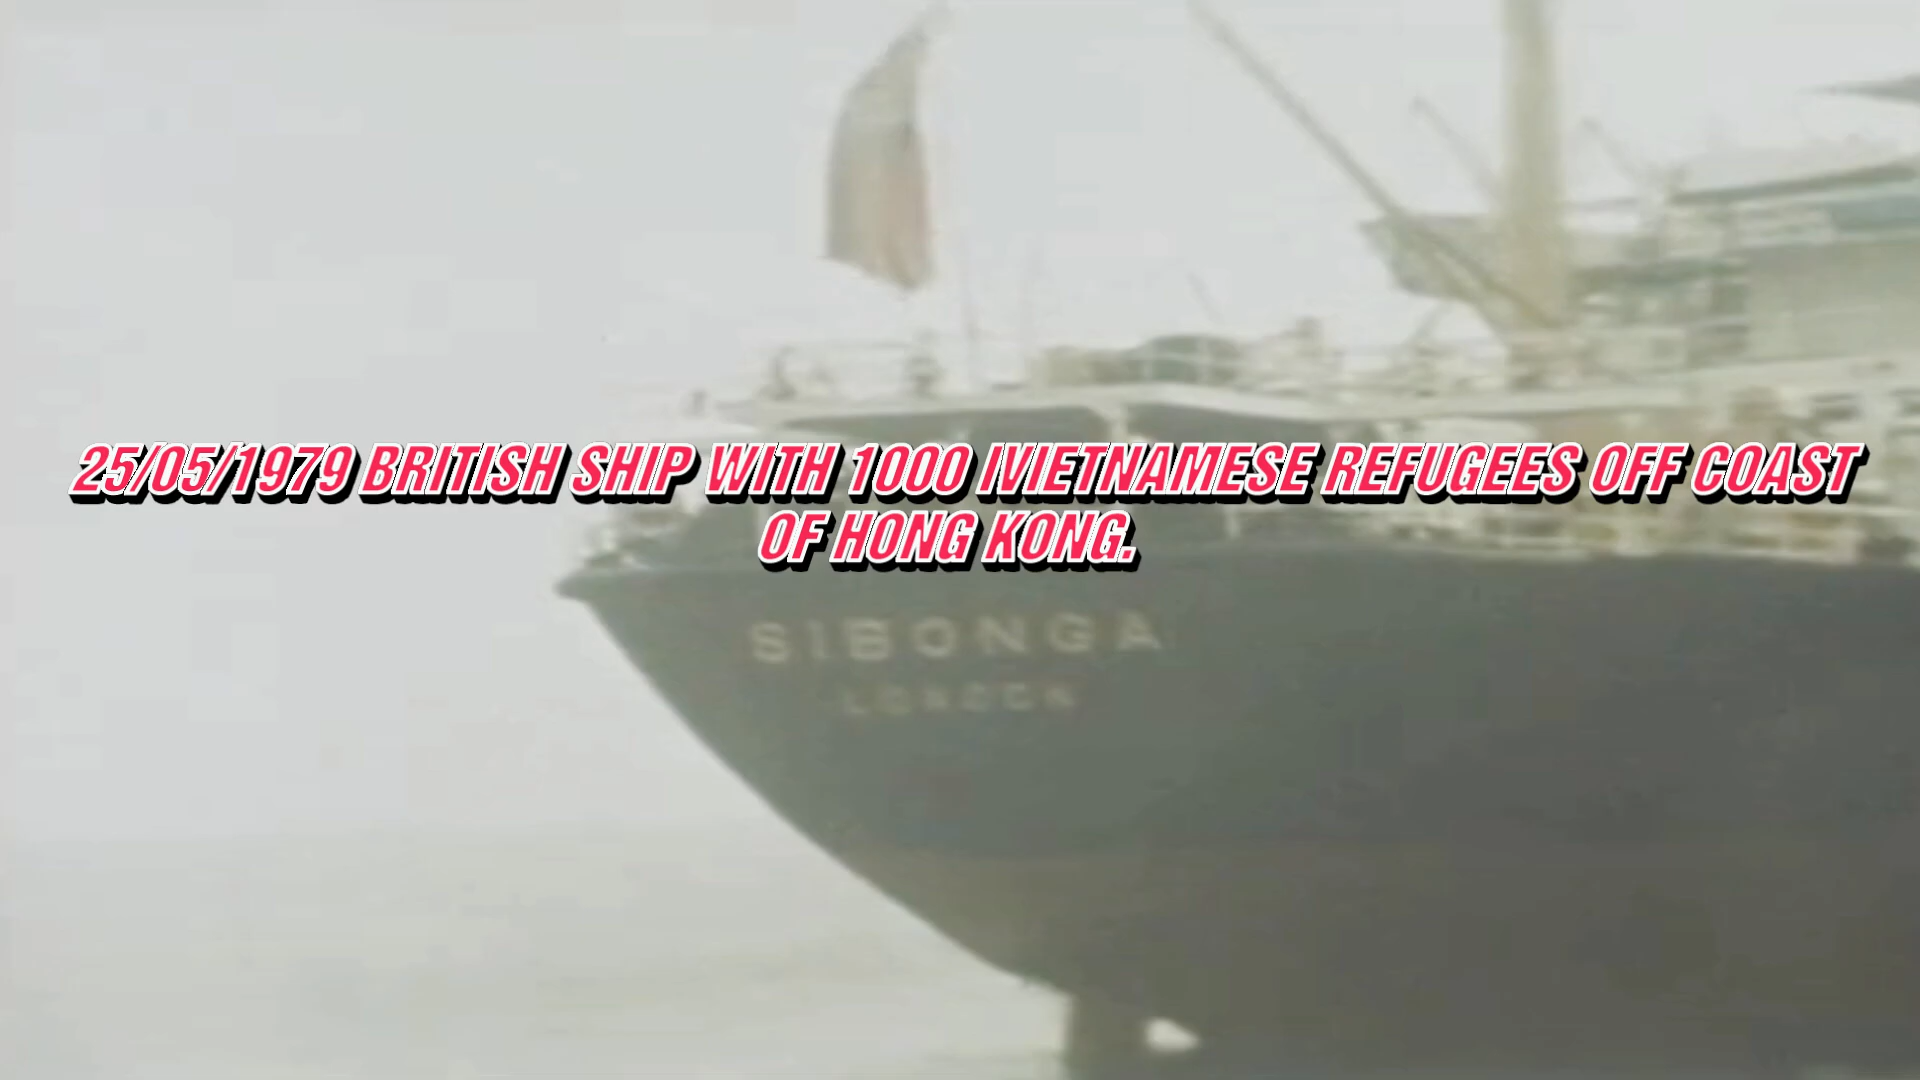 25/05/1979 BRITISH SHIP WITH 1000 IVIETNAMESE REFUGEES OFF COAST
OF HONG KONG.
SIBONGA
LONDON